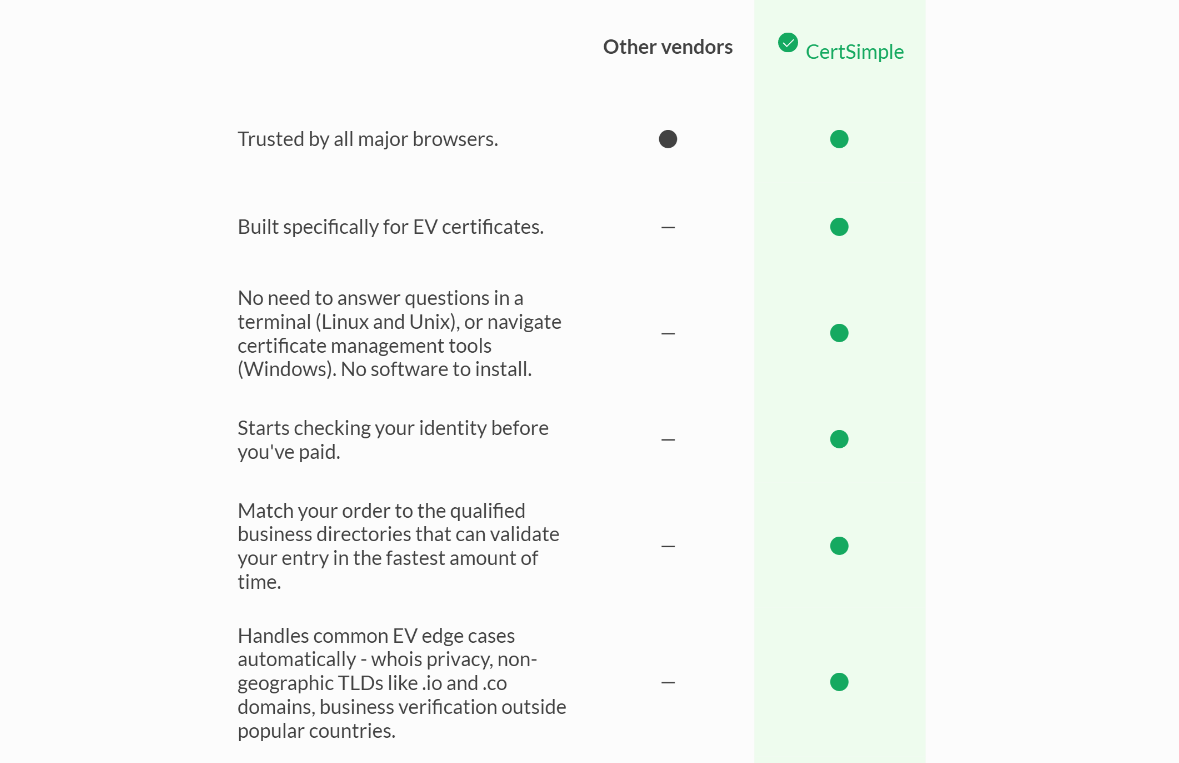 Other vendors
CertSimple
Trusted by all major browsers.
Built specifically for EV certificates.
—
No need to answer questions in a
terminal (Linux and Unix), or navigate
certificate management tools
(Windows). No software to install.
—
Starts checking your identity before
you've paid.
—
Match your order to the qualified
business directories that can validate
your entry in the fastest amount of
time.
—
Handles common EV edge cases
automatically - whois privacy, non-
geographic TLDs like .io and .co
domains, business verification outside
popular countries.
—